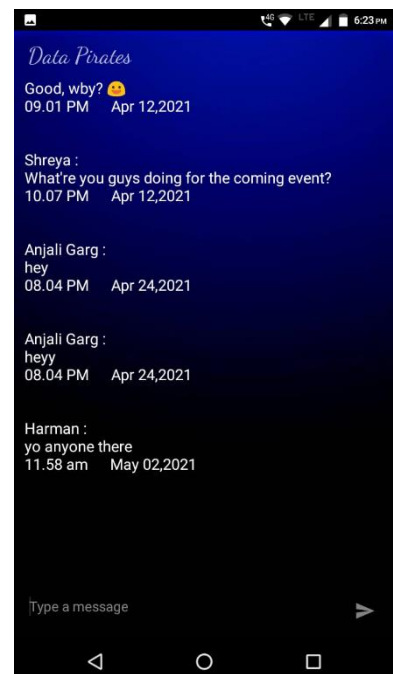 4G LTE 6:23 PM
Data Pirates
Good, wby? 😀
09.01 PM Apr 12,2021
Shreya :
What're you guys doing for the coming event?
10.07 PM Apr 12,2021
Anjali Garg :
hey
08.04 PM Apr 24,2021
Anjali Garg :
heyy
08.04 PM Apr 24,2021
Harman :
yo anyone there
11.58 am May 02,2021
Type a message